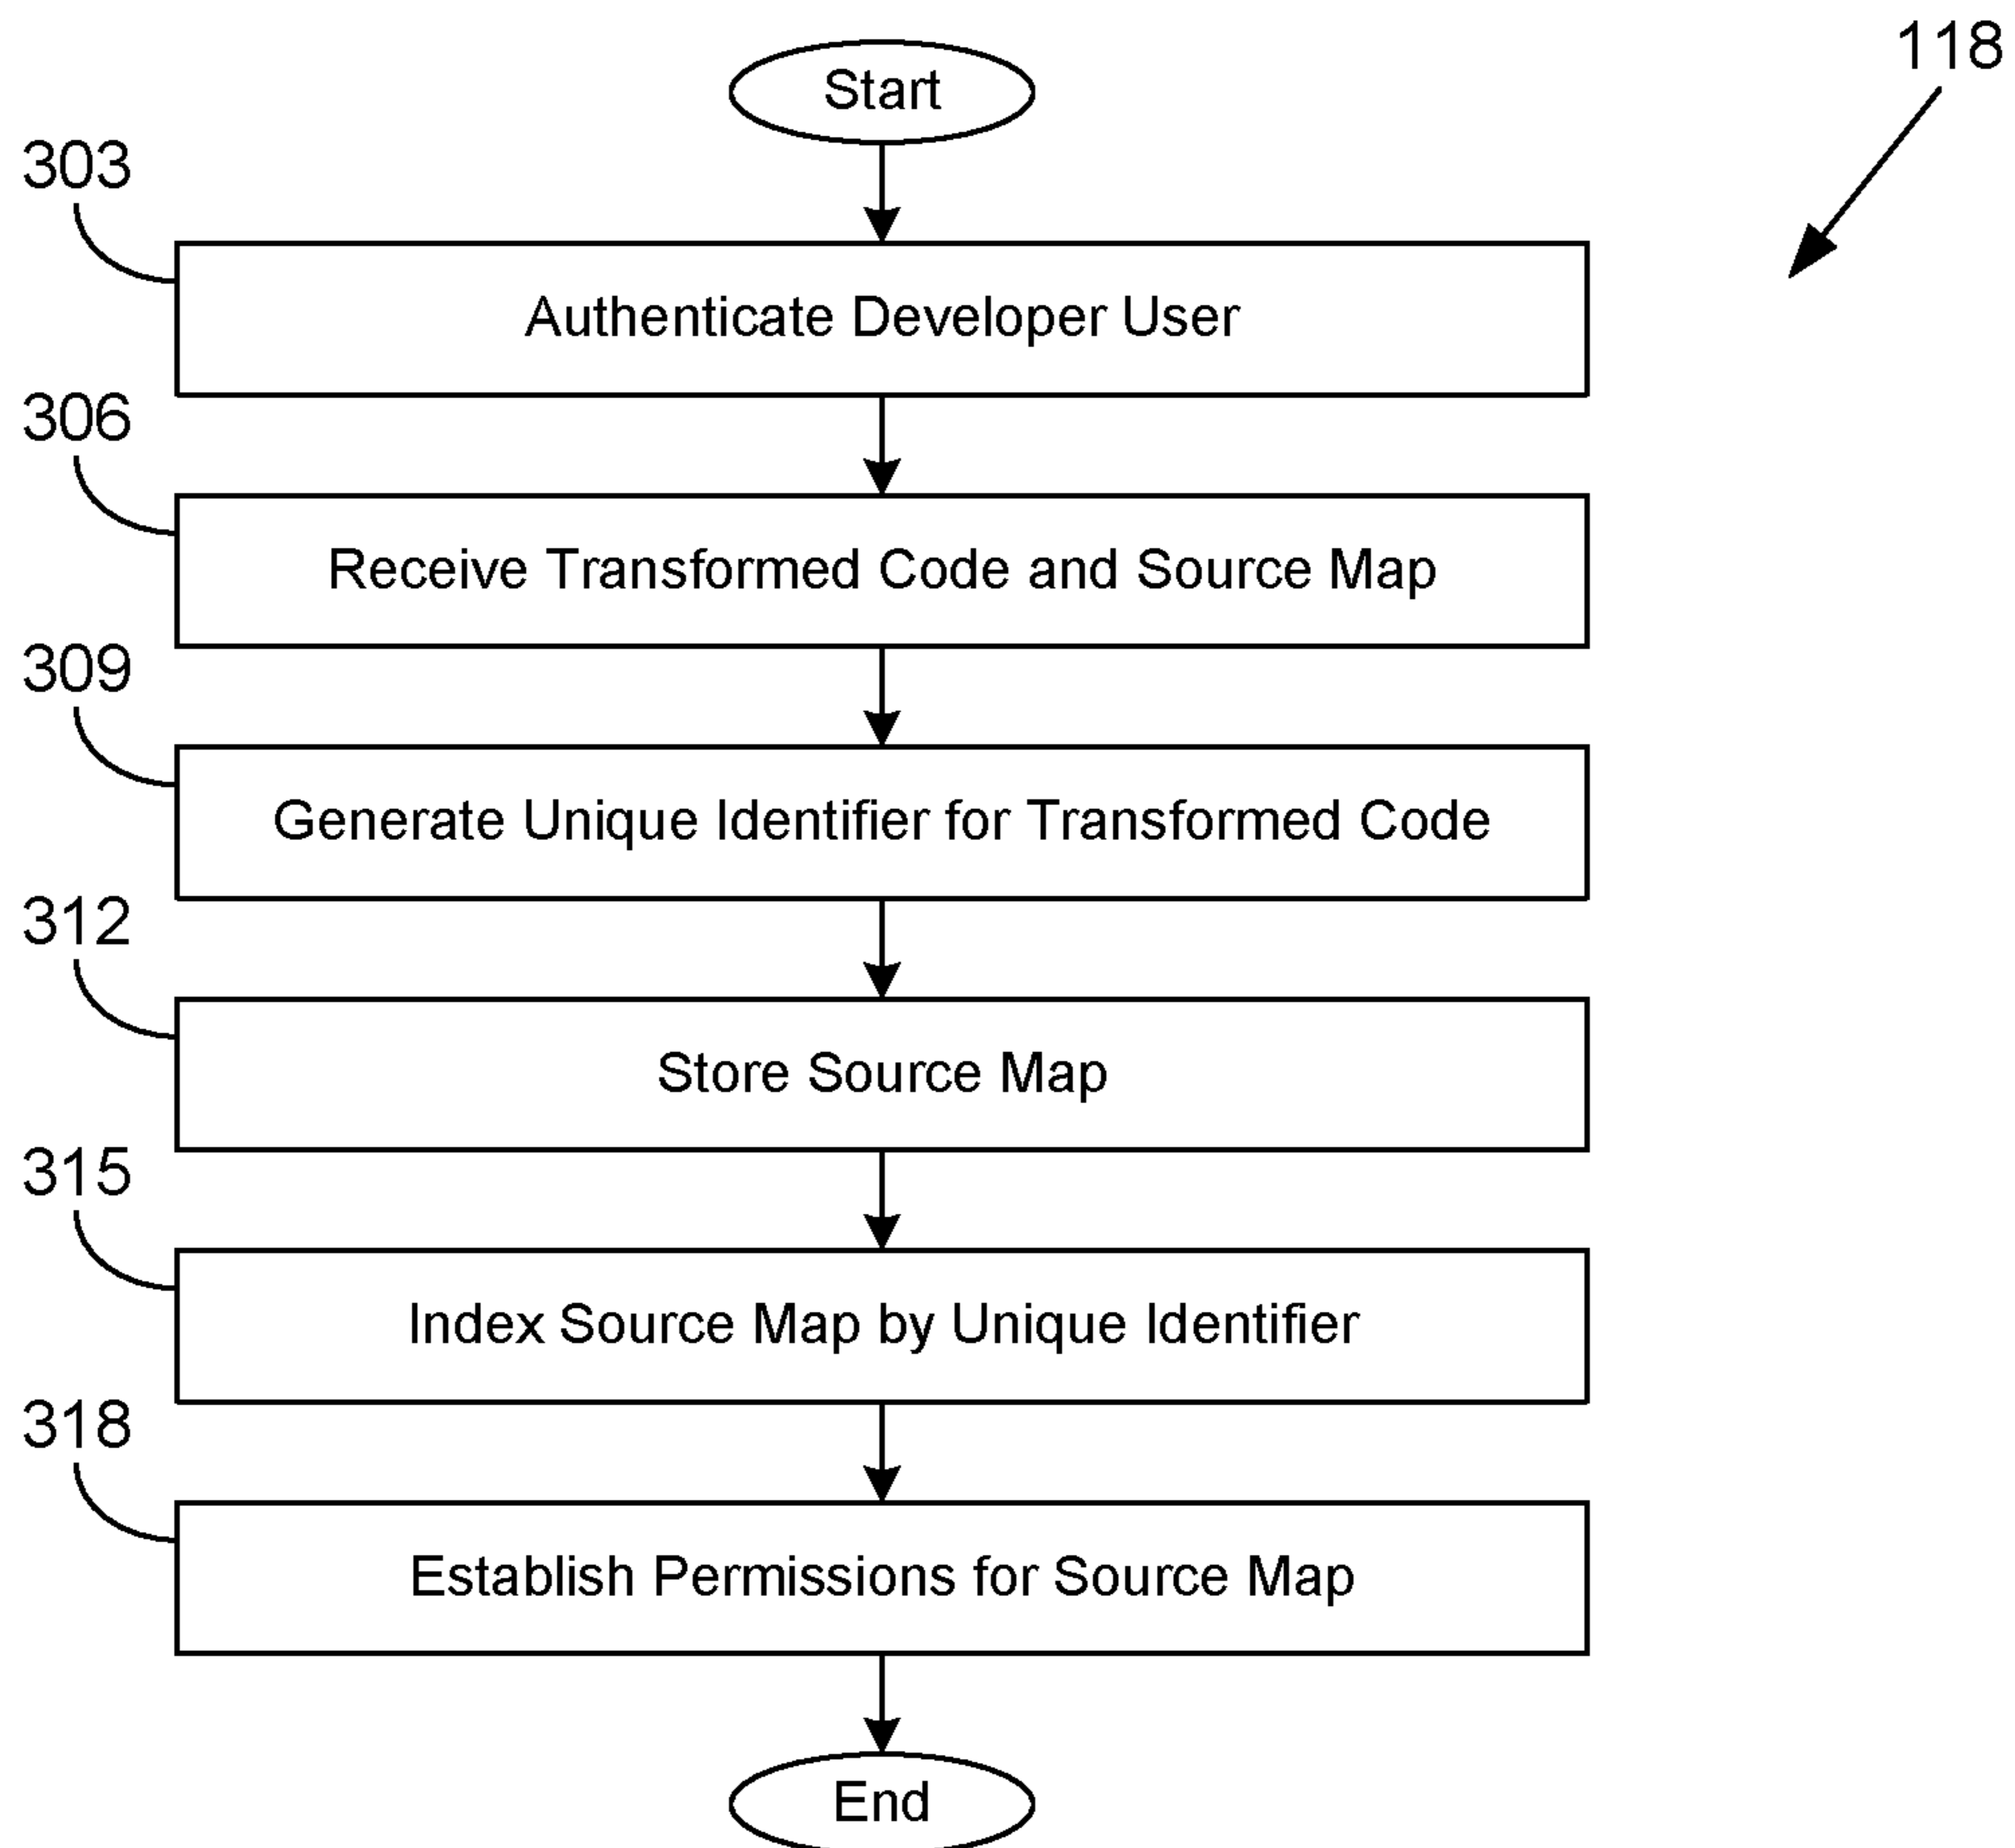 118
Start
303
Authenticate Developer User
306
Receive Transformed Code and Source Map
309
Generate Unique Identifier for Transformed Code
312
Store Source Map
315
Index Source Map by Unique Identifier
318
Establish Permissions for Source Map
End